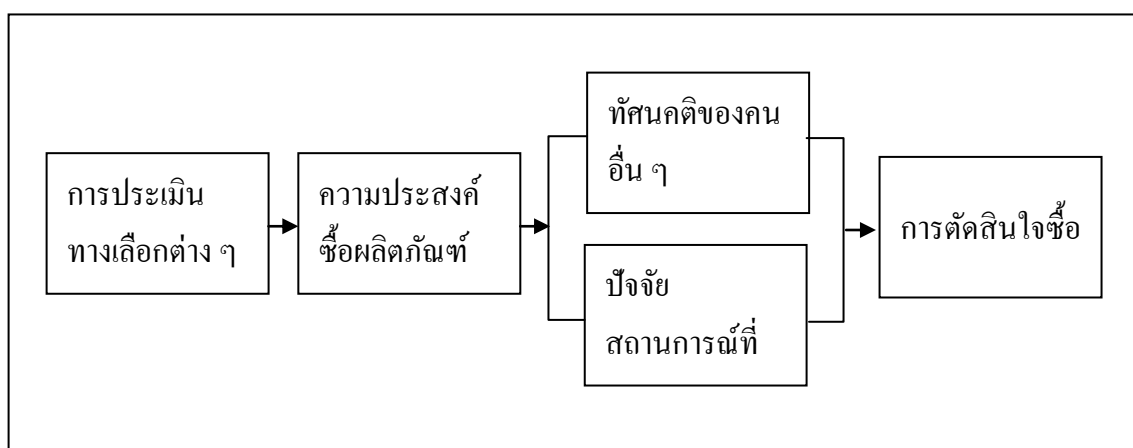 การประเมิน
ทางเลือกต่าง ๆ
ความประสงค์
ซื้อผลิตภัณฑ์
ทัศนคติของคน
อื่น ๆ
ปัจจัย
สถานการณ์ที่
การตัดสินใจซื้อ